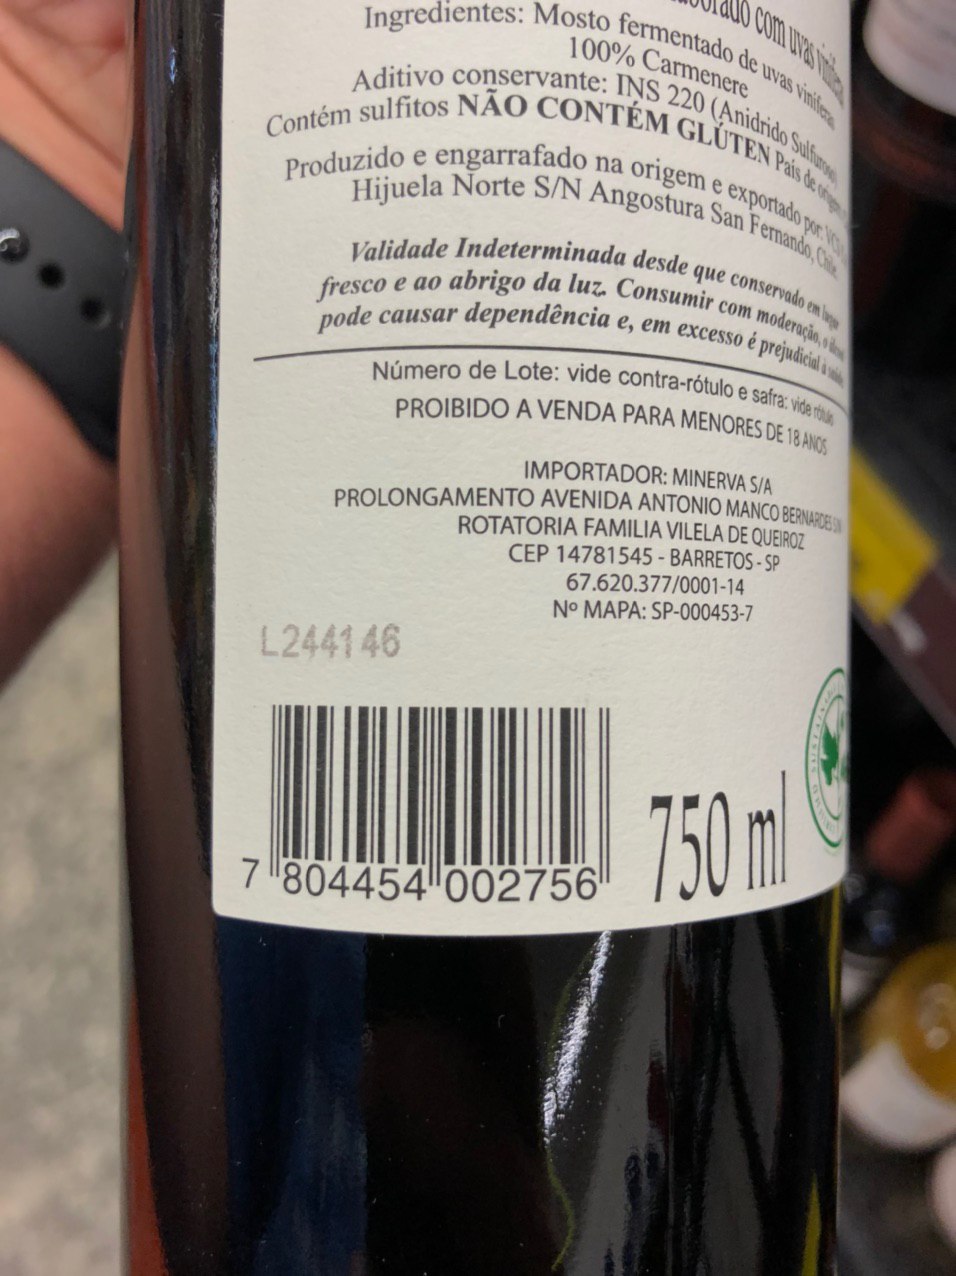 com uvas
Ingredientes: Mosto fermentado de uvas viníferas
100% Carmenere
Aditivo conservante: INS 220 (Anidrido Sulfuroso)
Contém sulfitos NÃO CONTÉM GLÚTEN País de
Produzido e engarrafado na origem e exportado por:
Hijuela Norte S/N Angostura San Fernando, Chile
Validade Indeterminada desde que conservado em lugar
fresco e ao abrigo da luz. Consumir com moderação, o
pode causar dependência e, em excesso é prejudicial à saúde
Número de Lote: vide contra-rótulo e safra: vide rótulo
PROIBIDO A VENDA PARA MENORES DE 18 ANOS
IMPORTADOR: MINERVA S/A
PROLONGAMENTO AVENIDA ANTONIO MANCO BERNARDES S/N
ROTATORIA FAMILIA VILELA DE QUEIROZ
CEP 14781545 - BARRETOS - SP
67.620.377/0001-14
Nº MAPA: SP-000453-7
L244146
7 804454 002756
750 ml